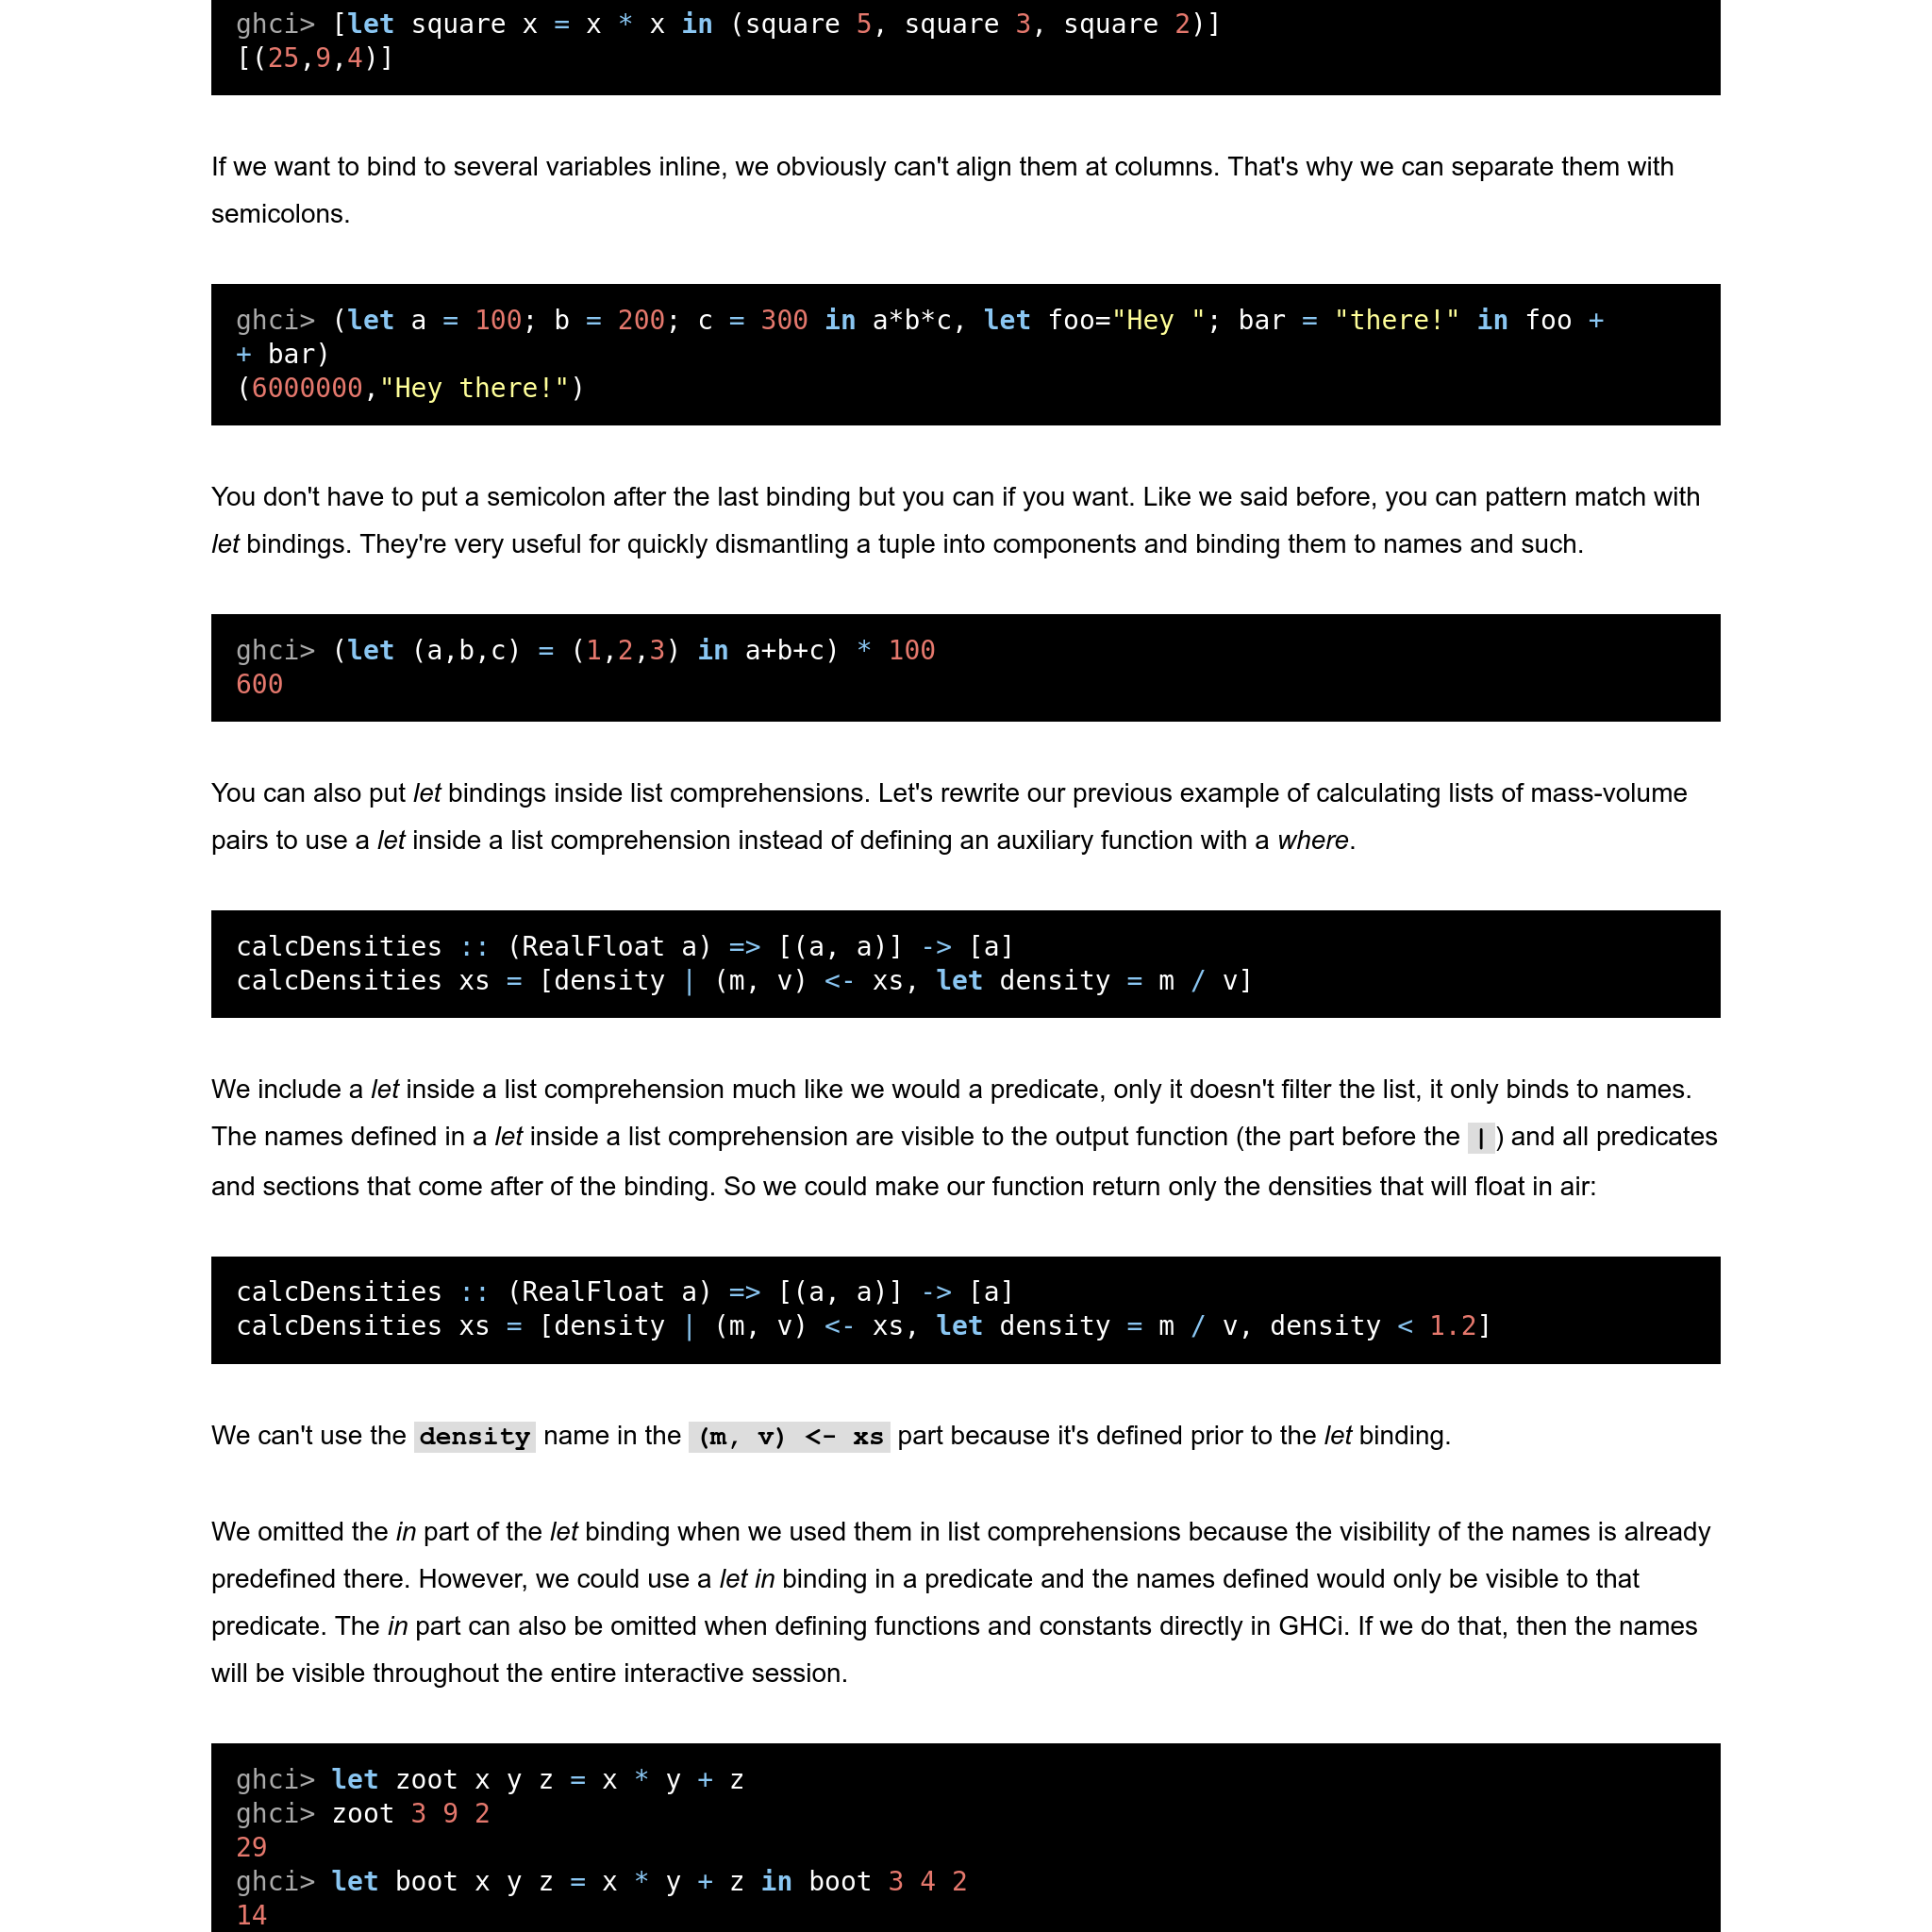 ghci> [let square x = x * x in (square 5, square 3, square 2)]
[(25,9,4)]
If we want to bind to several variables inline, we obviously can't align them at columns. That's why we can separate them with
semicolons.
ghci> (let a = 100; b = 200; c = 300 in a*b*c, let foo="Hey "; bar = "there!" in foo +
+ bar)
(6000000,"Hey there!")
You don't have to put a semicolon after the last binding but you can if you want. Like we said before, you can pattern match with
let bindings. They're very useful for quickly dismantling a tuple into components and binding them to names and such.
ghci> (let (a,b,c) = (1,2,3) in a+b+c) * 100
600
You can also put let bindings inside list comprehensions. Let's rewrite our previous example of calculating lists of mass-volume
pairs to use a let inside a list comprehension instead of defining an auxiliary function with a where.
calcDensities :: (RealFloat a) => [(a, a)] -> [a]
calcDensities xs = [density | (m, v) <- xs, let density = m / v]
We include a let inside a list comprehension much like we would a predicate, only it doesn't filter the list, it only binds to names.
The names defined in a let inside a list comprehension are visible to the output function (the part before the |) and all predicates
and sections that come after of the binding. So we could make our function return only the densities that will float in air:
calcDensities :: (RealFloat a) => [(a, a)] -> [a]
calcDensities xs = [density | (m, v) <- xs, let density = m / v, density < 1.2]
We can't use the density name in the (m, v) <- xs part because it's defined prior to the let binding.
We omitted the in part of the let binding when we used them in list comprehensions because the visibility of the names is already
predefined there. However, we could use a let in binding in a predicate and the names defined would only be visible to that
predicate. The in part can also be omitted when defining functions and constants directly in GHCi. If we do that, then the names
will be visible throughout the entire interactive session.
ghci> let zoot x y z = x * y + z
ghci> zoot 3 9 2
29
ghci> let boot x y z = x * y + z in boot 3 4 2
14